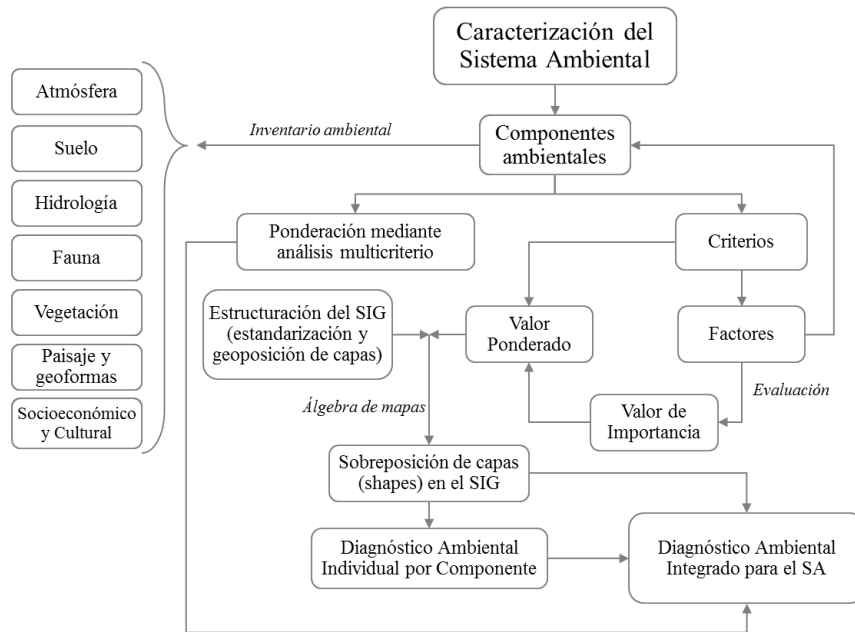 Caracterización del
Sistema Ambiental
Atmósfera
Suelo
Hidrología
Fauna
Vegetación
Paisaje y
geoformas
Socioeconómico
y Cultural
Inventario ambiental
Componentes
ambientales
Ponderación mediante
análisis multicriterio
Criterios
Estructuración del SIG
(estandarización y
geoposición de capas)
Valor
Ponderado
Factores
Evaluación
Álgebra de mapas
Valor de
Importancia
Sobreposición de capas
(shapes) en el SIG
Diagnóstico Ambiental
Individual por Componente
Diagnóstico Ambiental
Integrado para el SA